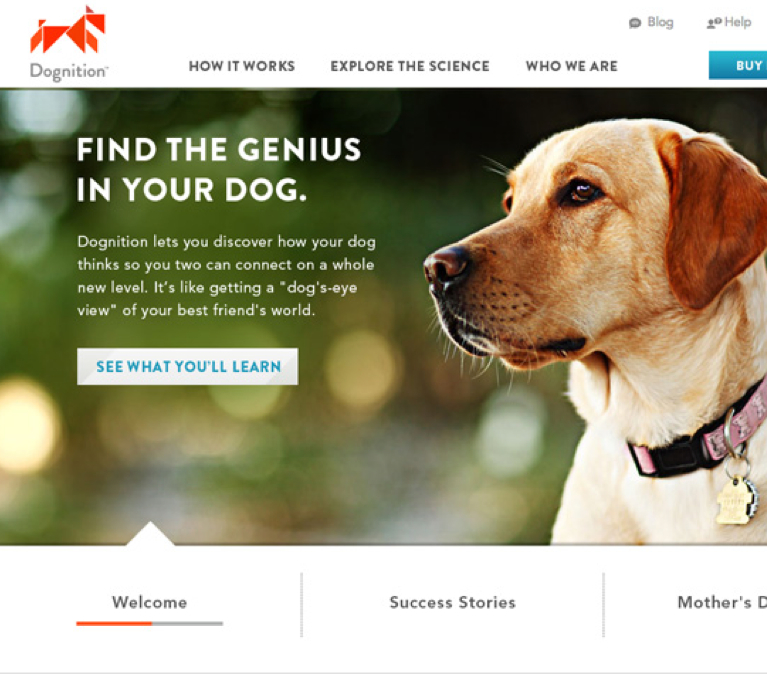 Blog
Help
Dognition™
HOW IT WORKS
EXPLORE THE SCIENCE
WHO WE ARE
BUY
FIND THE GENIUS
IN YOUR DOG.
Dognition lets you discover how your dog
thinks so you two can connect on a whole
new level. It's like getting a "dog's-eye
view" of your best friend's world.
SEE WHAT YOU'LL LEARN
Welcome
Success Stories
Mother's D